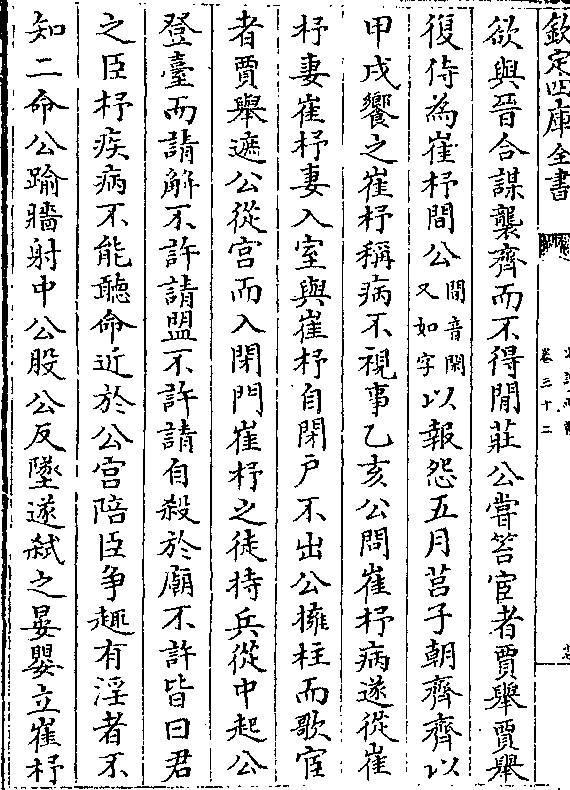 欽定四庫全書
卷三十二
欲與晉合謀襲齊而不得間莊公嘗笞宦者賈舉賈舉
復侍為崔杼間公間音閑又如字以報怨五月莒子朝齊齊以
甲戌饗之崔杼稱病不視事乙亥公問崔杼病遂從崔
杼妻崔杼妻入室與崔杼自閉户不出公擁柱而歌宦
者賈舉遮公從宫而入閉門崔杼之徒持兵從中起公
登臺而請解不許請盟不許請自殺於廟不許皆曰君
之臣杼疾病不能聽命近於公宫陪臣争趣有淫者不
知二命公踰牆射中公股公反墜遂弑之晏嬰立崔杼